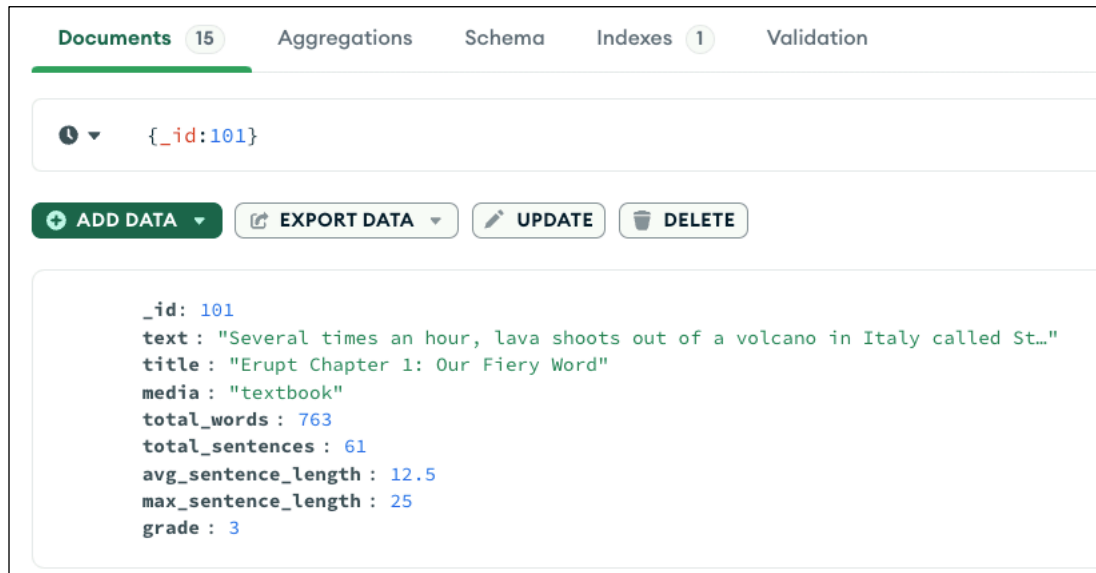 Documents 15 Aggregations Schema Indexes 1 Validation
{_id:101}
ADD DATA EXPORT DATA UPDATE DELETE
_id: 101
text : "Several times an hour, lava shoots out of a volcano in Italy called St…"
title : "Erupt Chapter 1: Our Fiery Word"
media : "textbook"
total_words : 763
total_sentences : 61
avg_sentence_length : 12.5
max_sentence_length : 25
grade : 3